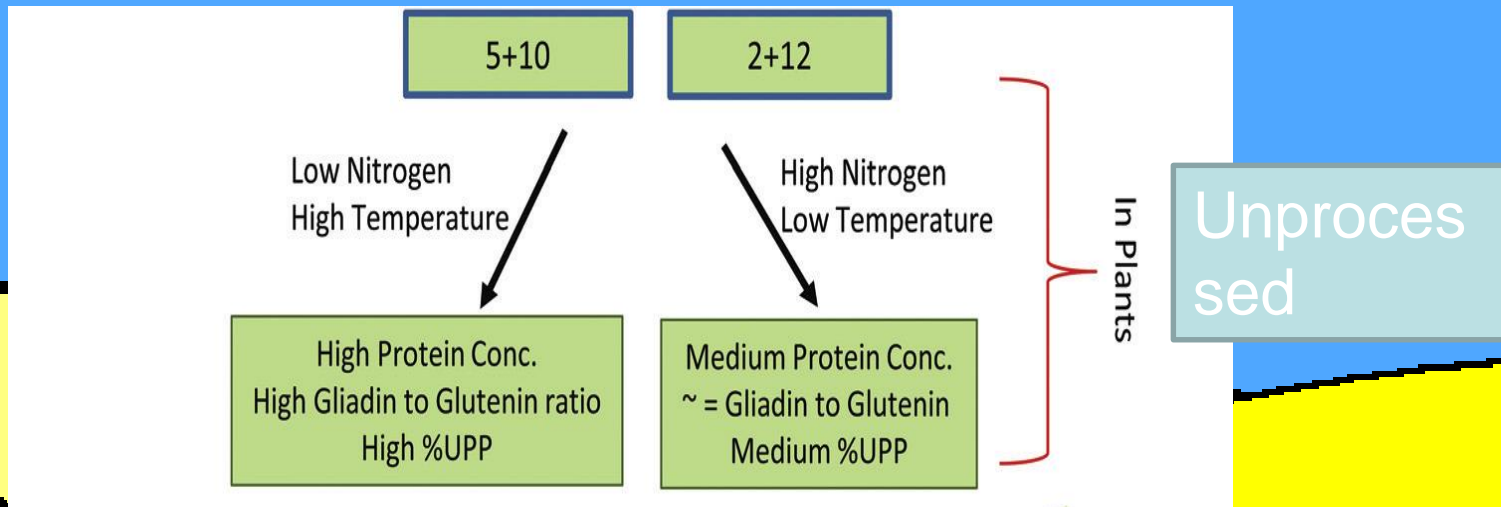 5+10
2+12
Low Nitrogen
High Temperature
High Nitrogen
Low Temperature
In Plants
Unproces
sed
High Protein Conc.
High Gliadin to Glutenin ratio
High %UPP
Medium Protein Conc.
~ = Gliadin to Glutenin
Medium %UPP